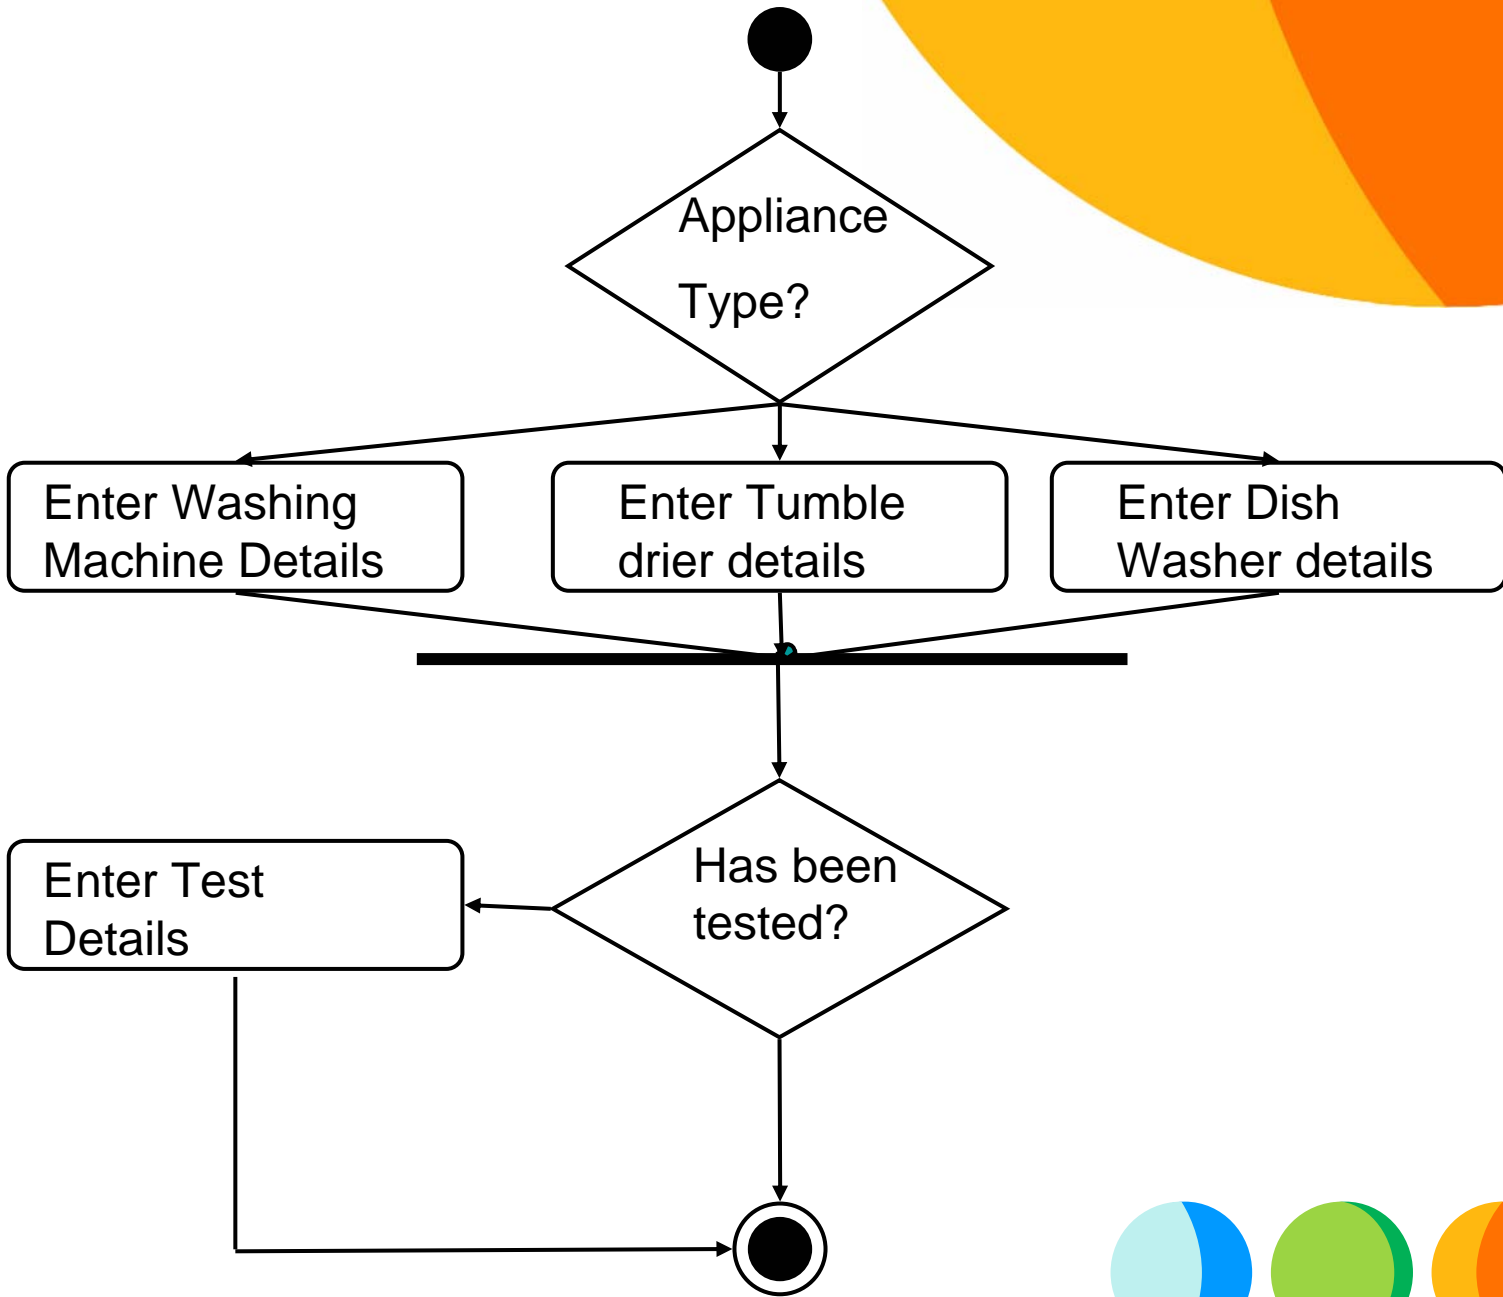 Appliance
Type?
Enter Washing
Machine Details
Enter Tumble
drier details
Enter Dish
Washer details
Has been
tested?
Enter Test
Details